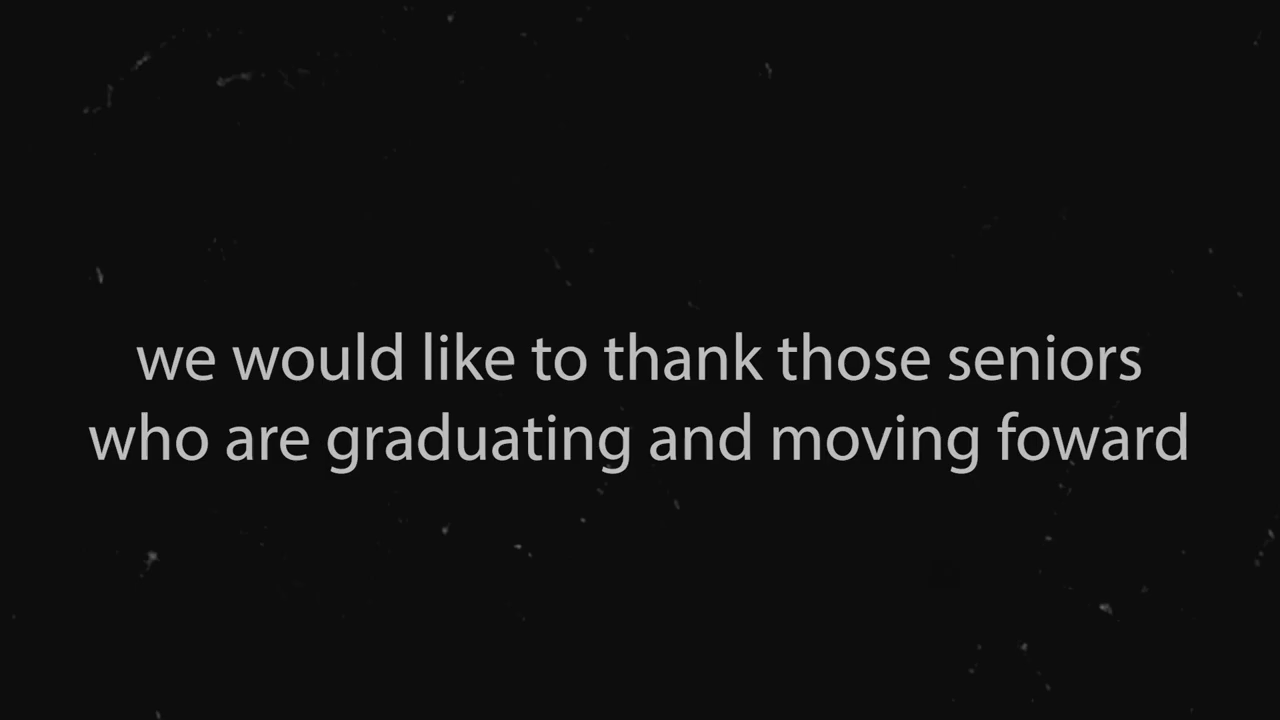 we would like to thank those seniors
who are graduating and moving foward